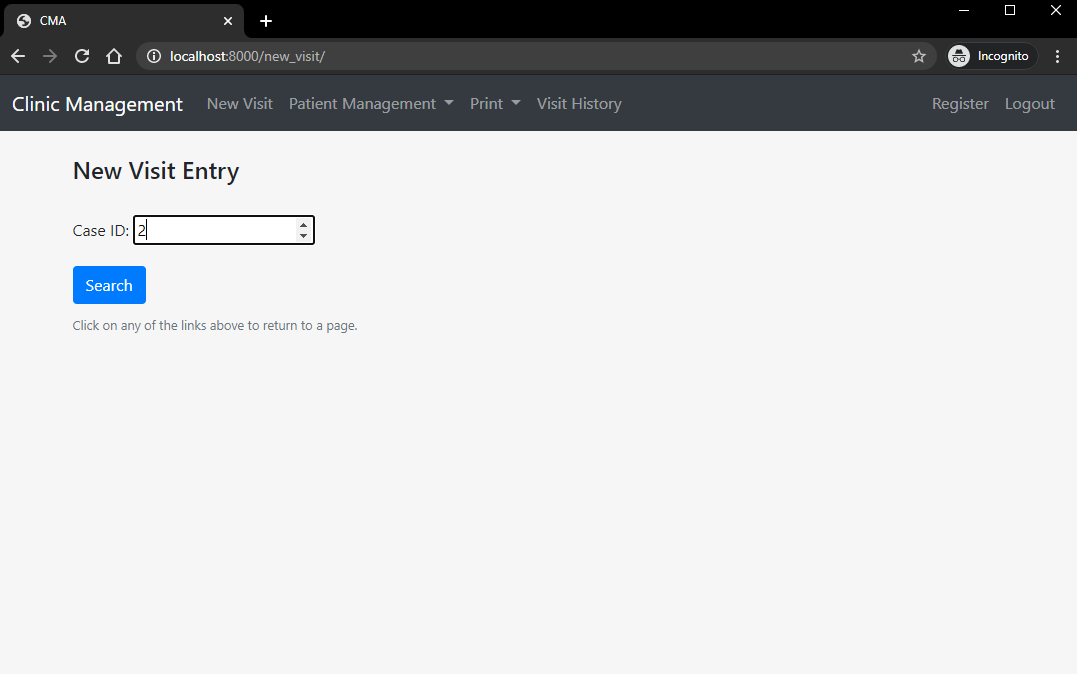 CMA
localhost:8000/new_visit/
Incognito
Clinic Management New Visit Patient Management Print Visit History Register Logout
New Visit Entry
Case ID: 2
Search
Click on any of the links above to return to a page.